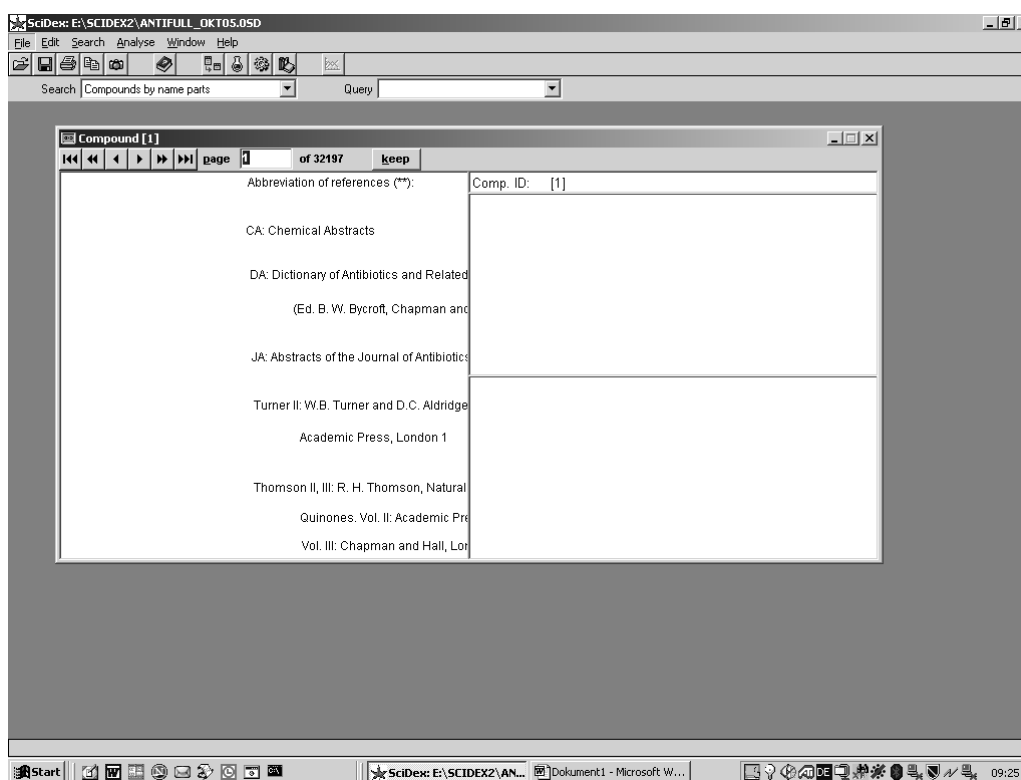 SciDex: E:\SCIDEX2\ANTIFULL_OKT05.OSD
File Edit Search Analyse Window Help
Search Compounds by name parts Query
Compound [1]
page 1 of 32197 keep
Abbreviation of references (**):
Comp. ID: [1]
CA: Chemical Abstracts
DA: Dictionary of Antibiotics and Related
(Ed. B. W. Bycroft, Chapman and
JA: Abstracts of the Journal of Antibiotics
Turner II: W.B. Turner and D.C. Aldridge
Academic Press, London 1
Thomson II, III: R. H. Thomson, Natural
Quinones. Vol. II: Academic Pre
Vol. III: Chapman and Hall, Lon
Start SciDex: E:\SCIDEX2\AN... Dokument1 - Microsoft W... DE 09:25